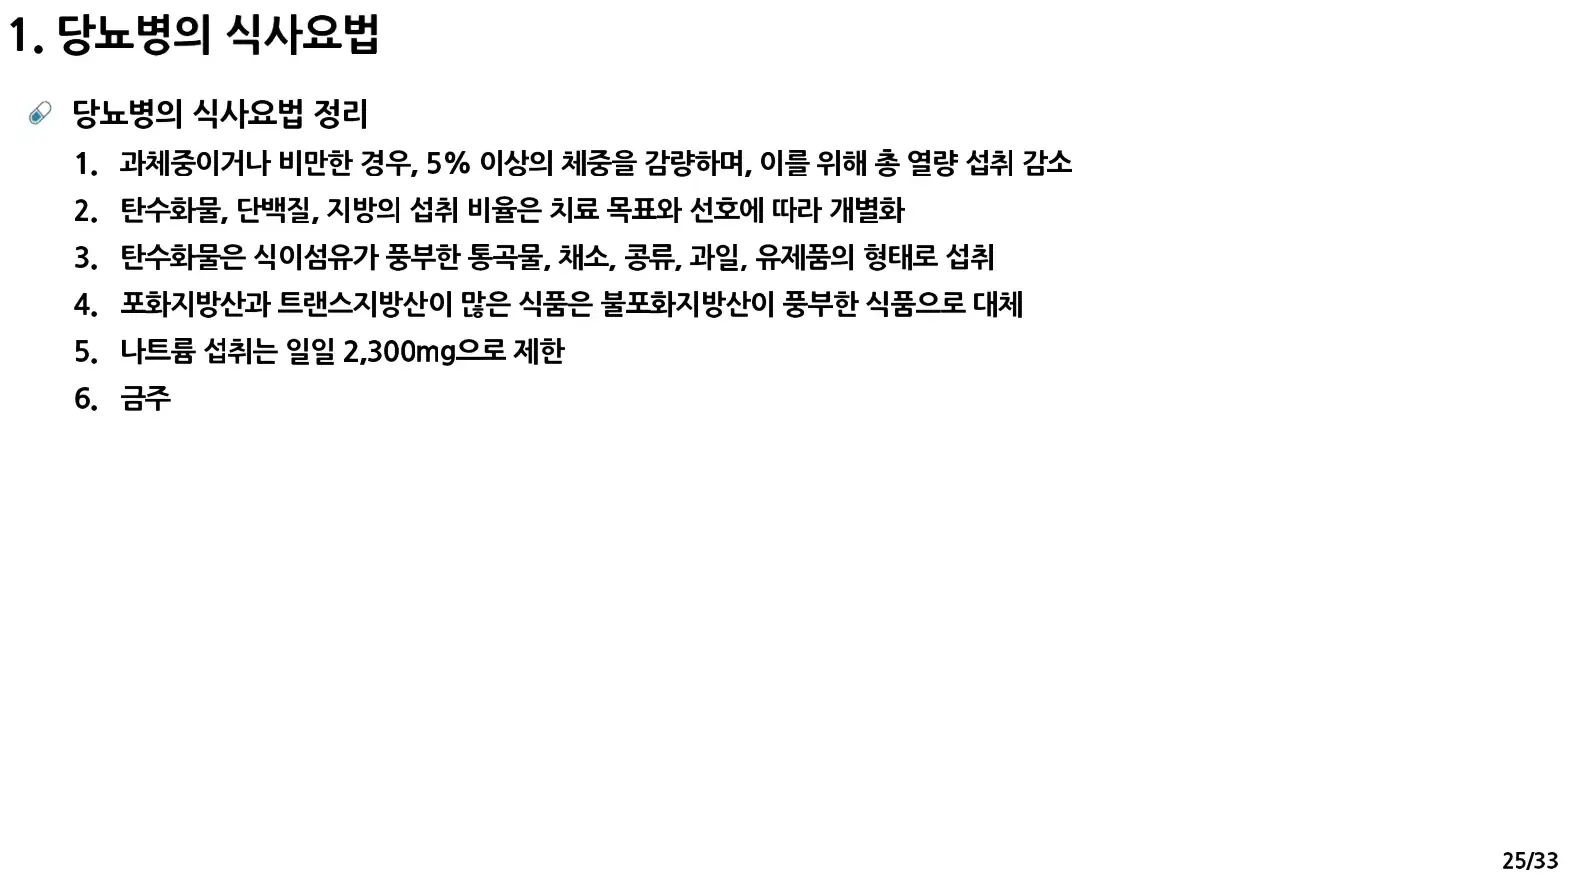 1. 당뇨병의 식사요법
당뇨병의 식사요법 정리
1. 과체중이거나 비만한 경우, 5% 이상의 체중을 감량하며, 이를 위해 총 열량 섭취 감소
2. 탄수화물, 단백질, 지방의 섭취 비율은 치료 목표와 선호에 따라 개별화
3. 탄수화물은 식이섬유가 풍부한 통곡물, 채소, 콩류, 과일, 유제품의 형태로 섭취
4. 포화지방산과 트랜스지방산이 많은 식품은 불포화지방산이 풍부한 식품으로 대체
5. 나트륨 섭취는 일일 2,300mg으로 제한
6. 금주
25/33